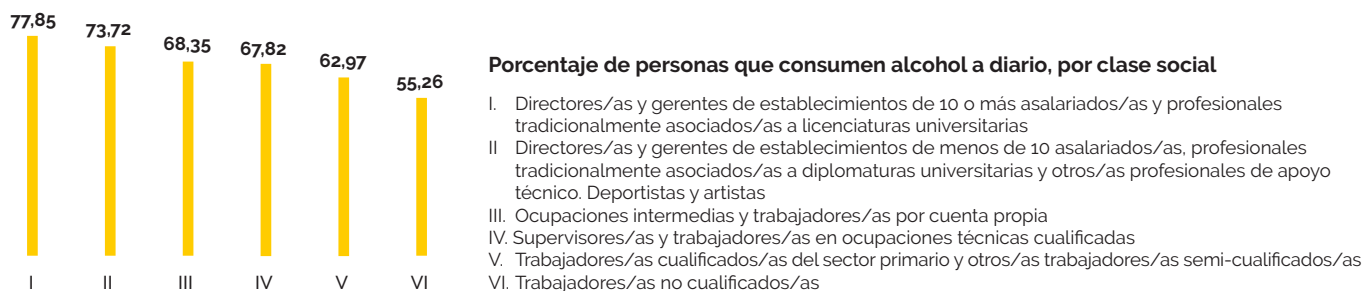 77,85
73,72
68,35
67,82
62,97
55,26
I
II
III
IV
V
VI
Porcentaje de personas que consumen alcohol a diario, por clase social
I. Directores/as y gerentes de establecimientos de 10 o más asalariados/as y profesionales
tradicionalmente asociados/as a licenciaturas universitarias
II Directores/as y gerentes de establecimientos de menos de 10 asalariados/as, profesionales
tradicionalmente asociados/as a diplomaturas universitarias y otros/as profesionales de apoyo
técnico. Deportistas y artistas
III. Ocupaciones intermedias y trabajadores/as por cuenta propia
IV. Supervisores/as y trabajadores/as en ocupaciones técnicas cualificadas
V. Trabajadores/as cualificados/as del sector primario y otros/as trabajadores/as semi-cualificados/as
VI. Trabajadores/as no cualificados/as